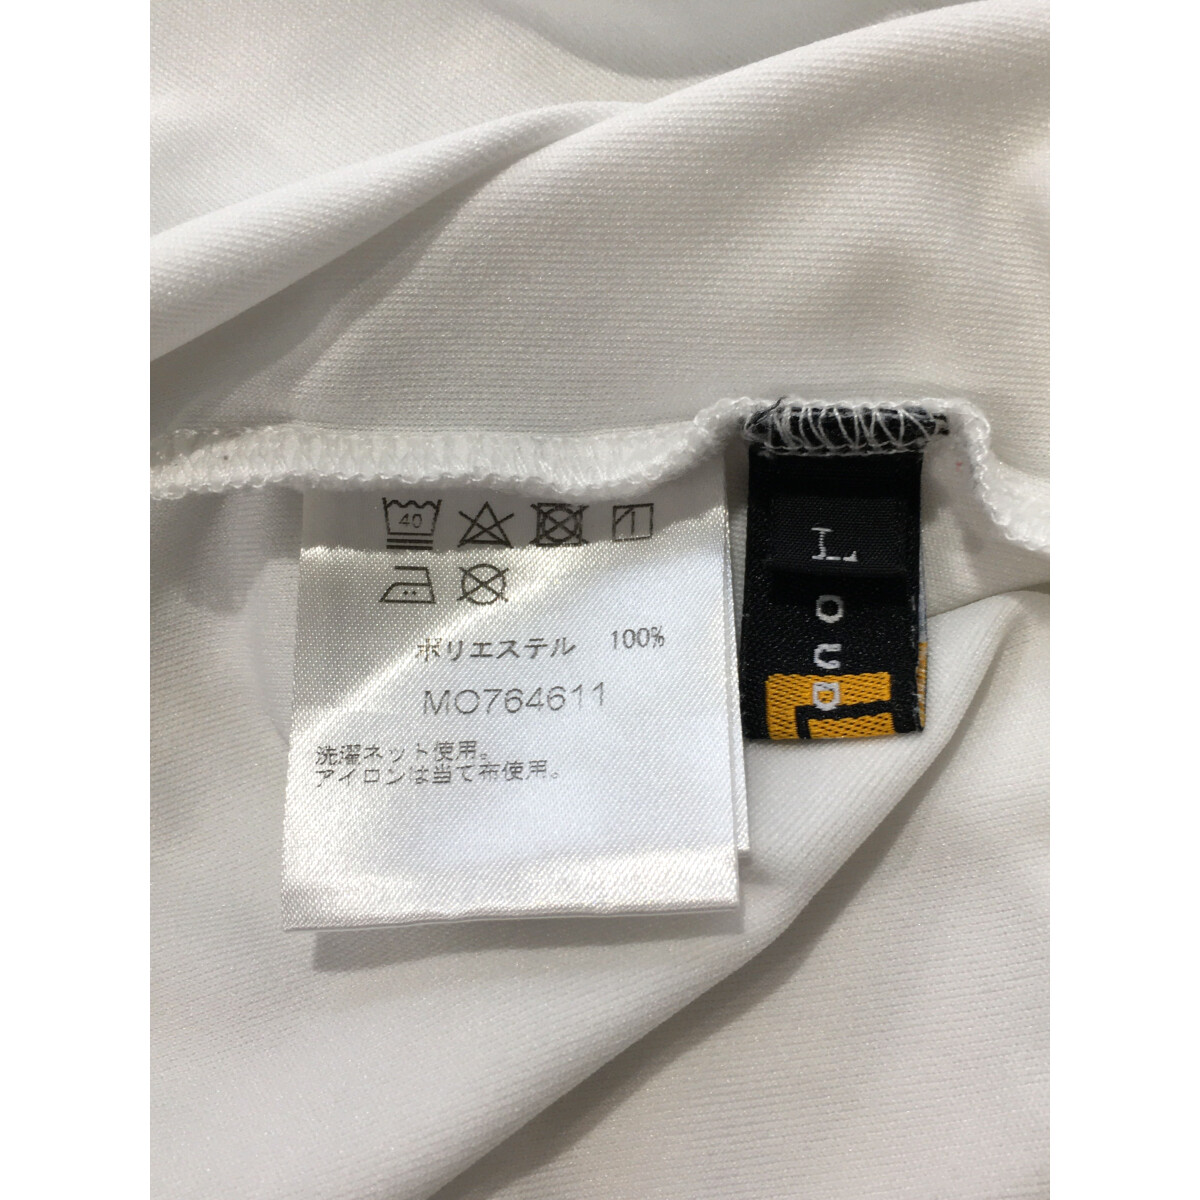 40
ポリエステル 100%
MO764611
洗濯ネット使用。
アイロンは当て布使用。
Loco